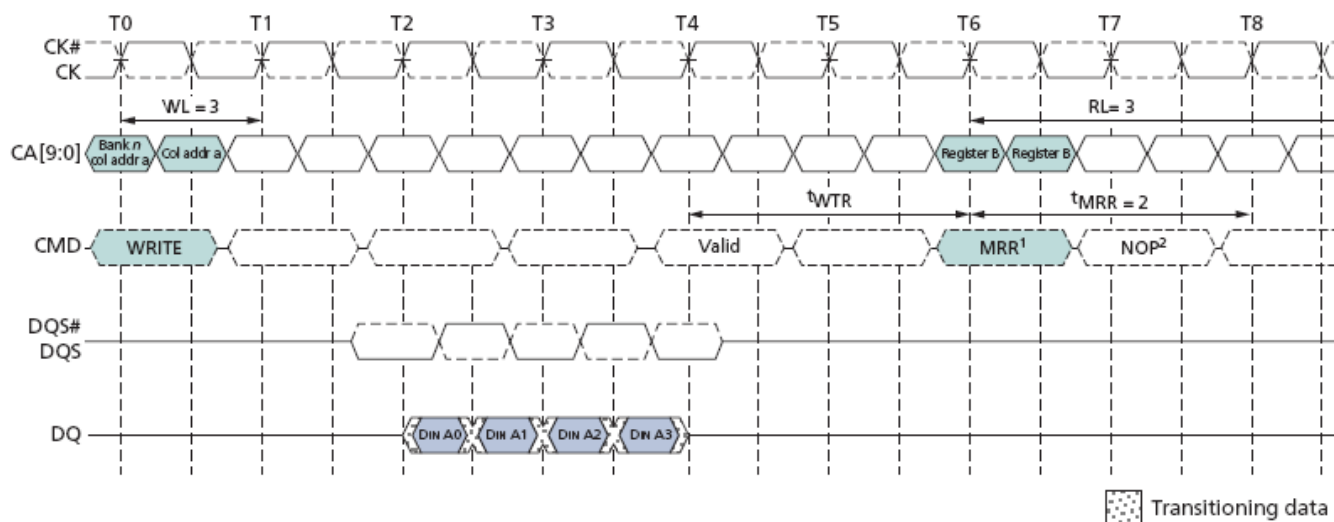 T0 T1 T2 T3 T4 T5 T6 T7 T8
CK#
CK
WL = 3 RL= 3
CA[9:0] Bank n col addr a Col addr a Register B Register B
tWTR tMRR = 2
CMD WRITE Valid MRR1 NOP2
DQS#
DQS
DQ DIN A0 DIN A1 DIN A2 DIN A3
Transitioning data